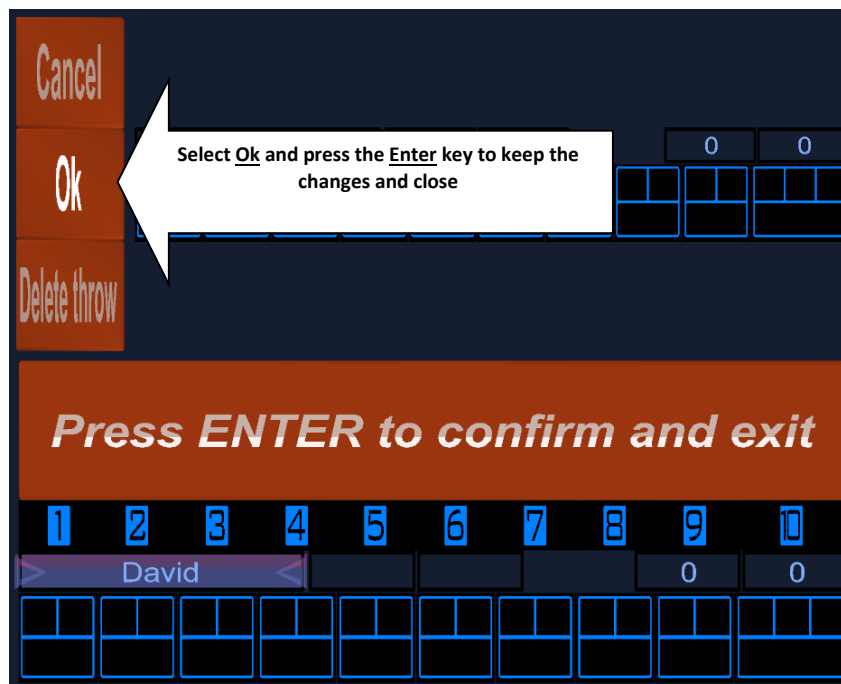 Cancel
Select Ok and press the Enter key to keep the
changes and close
0 0
Ok
Delete throw
Press ENTER to confirm and exit
1 2 3 4 5 6 7 8 9 10
> David < 0 0